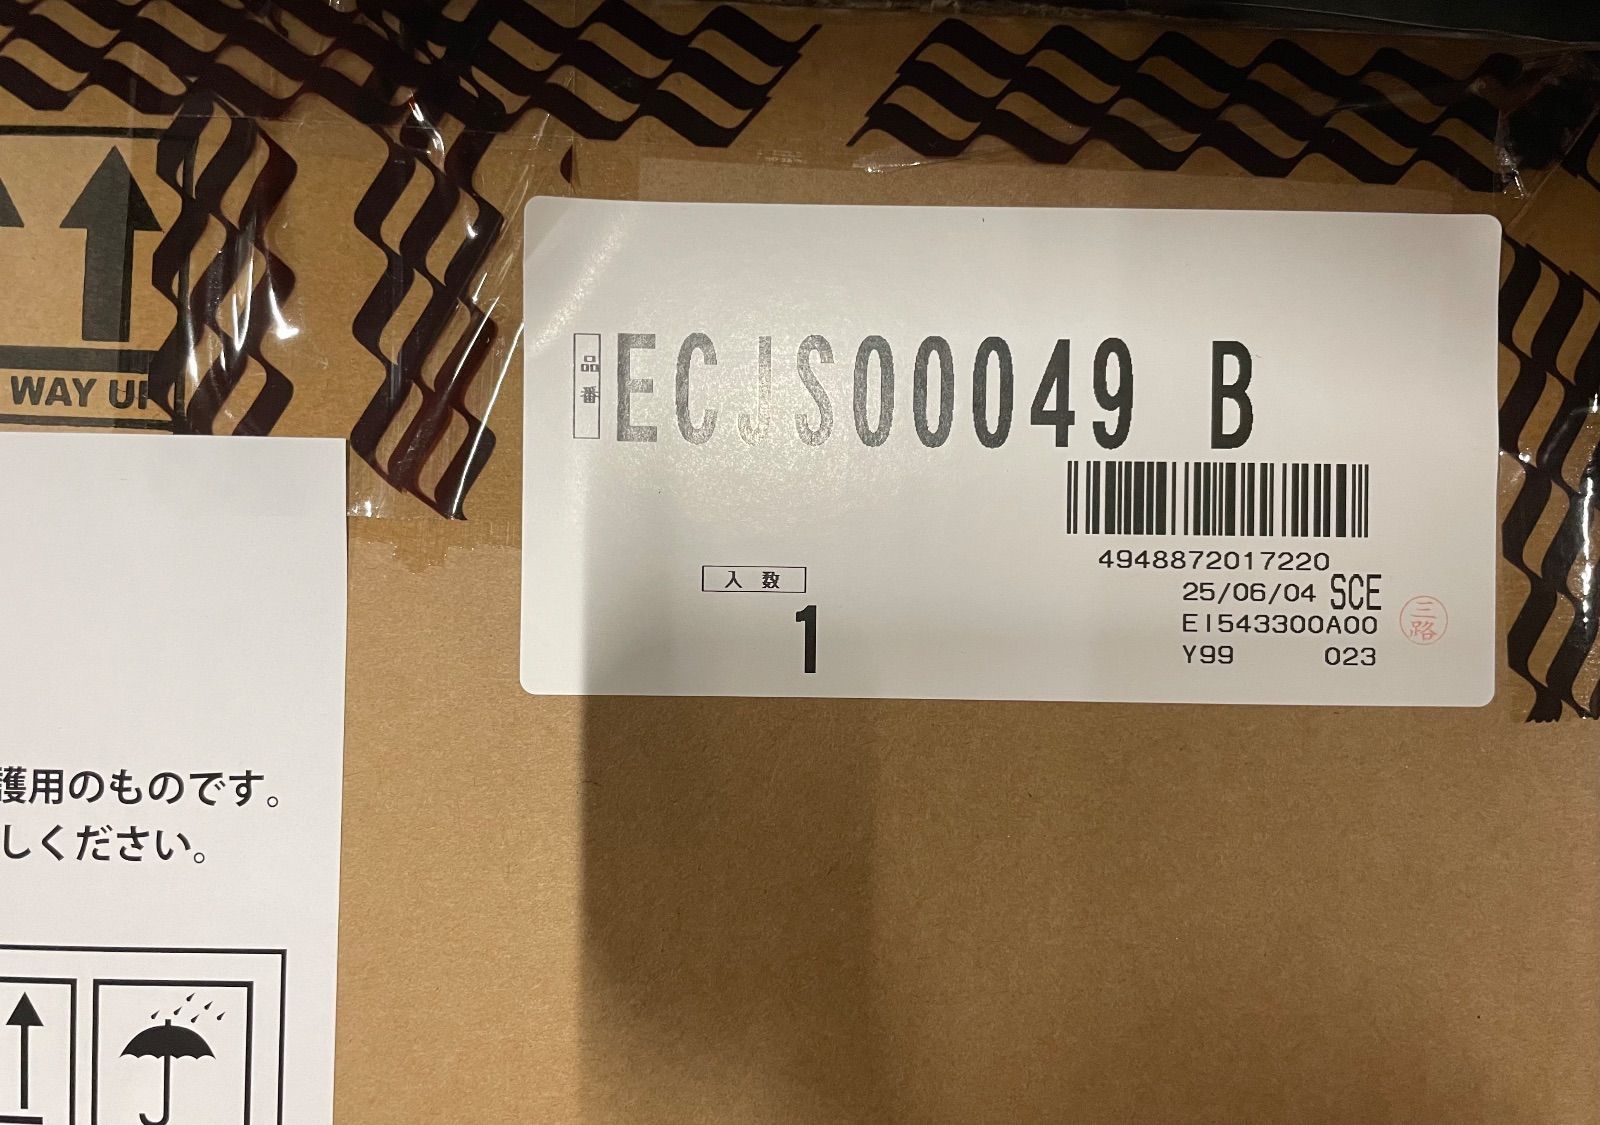 WAY UP
品番 ECJS00049 B
4948872017220
入数
25/06/04 SCE
1
EI543300A00
三路
Y99 023
護用のものです。
しください。